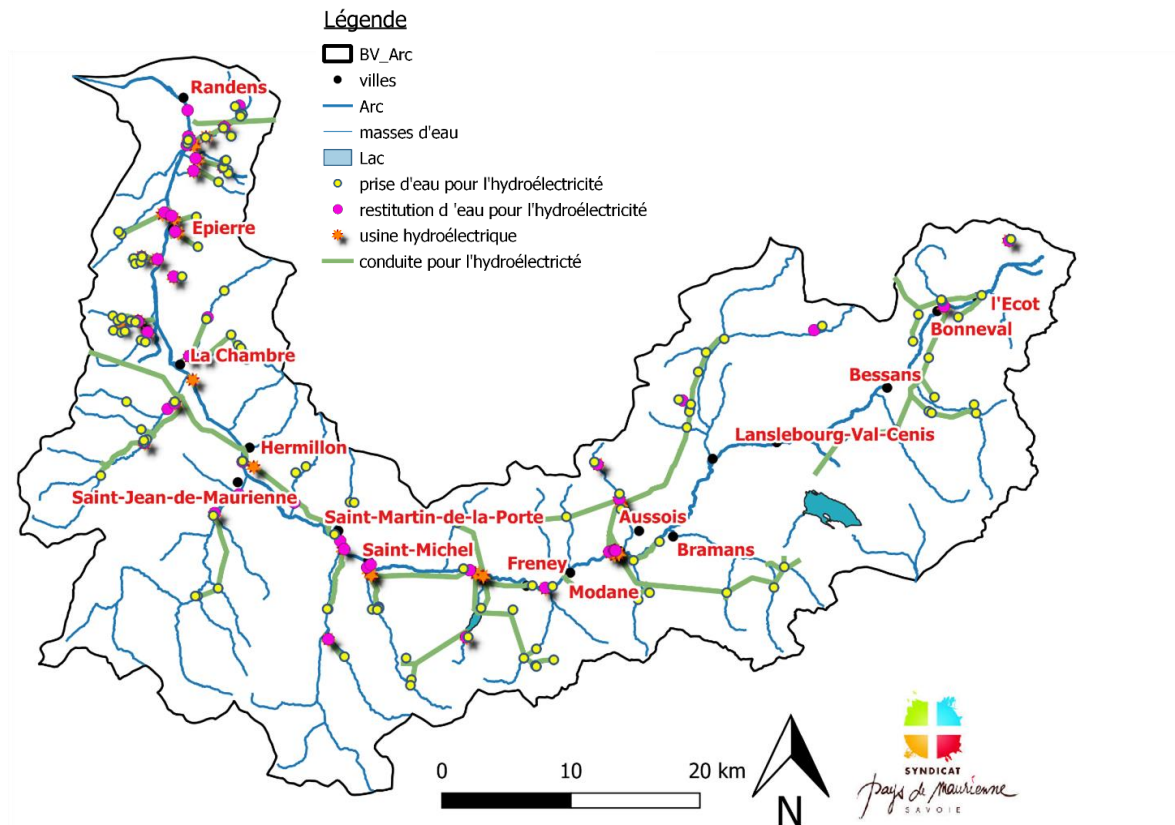 Légende
BV_Arc
villes
Arc
masses d'eau
Lac
prise d'eau pour l'hydroélectricité
restitution d 'eau pour l'hydroélectricité
usine hydroélectrique
conduite pour l'hydroélectricté
Randens
Epierre
La Chambre
Hermillon
Saint-Jean-de-Maurienne
Saint-Martin-de-la-Porte
Saint-Michel
Freney
Modane
Aussois
Bramans
Lanslebourg-Val-Cenis
Bessans
Bonneval
l'Ecot
0 10 20 km
N
SYNDICAT
pays de maurienne
SAVOIE